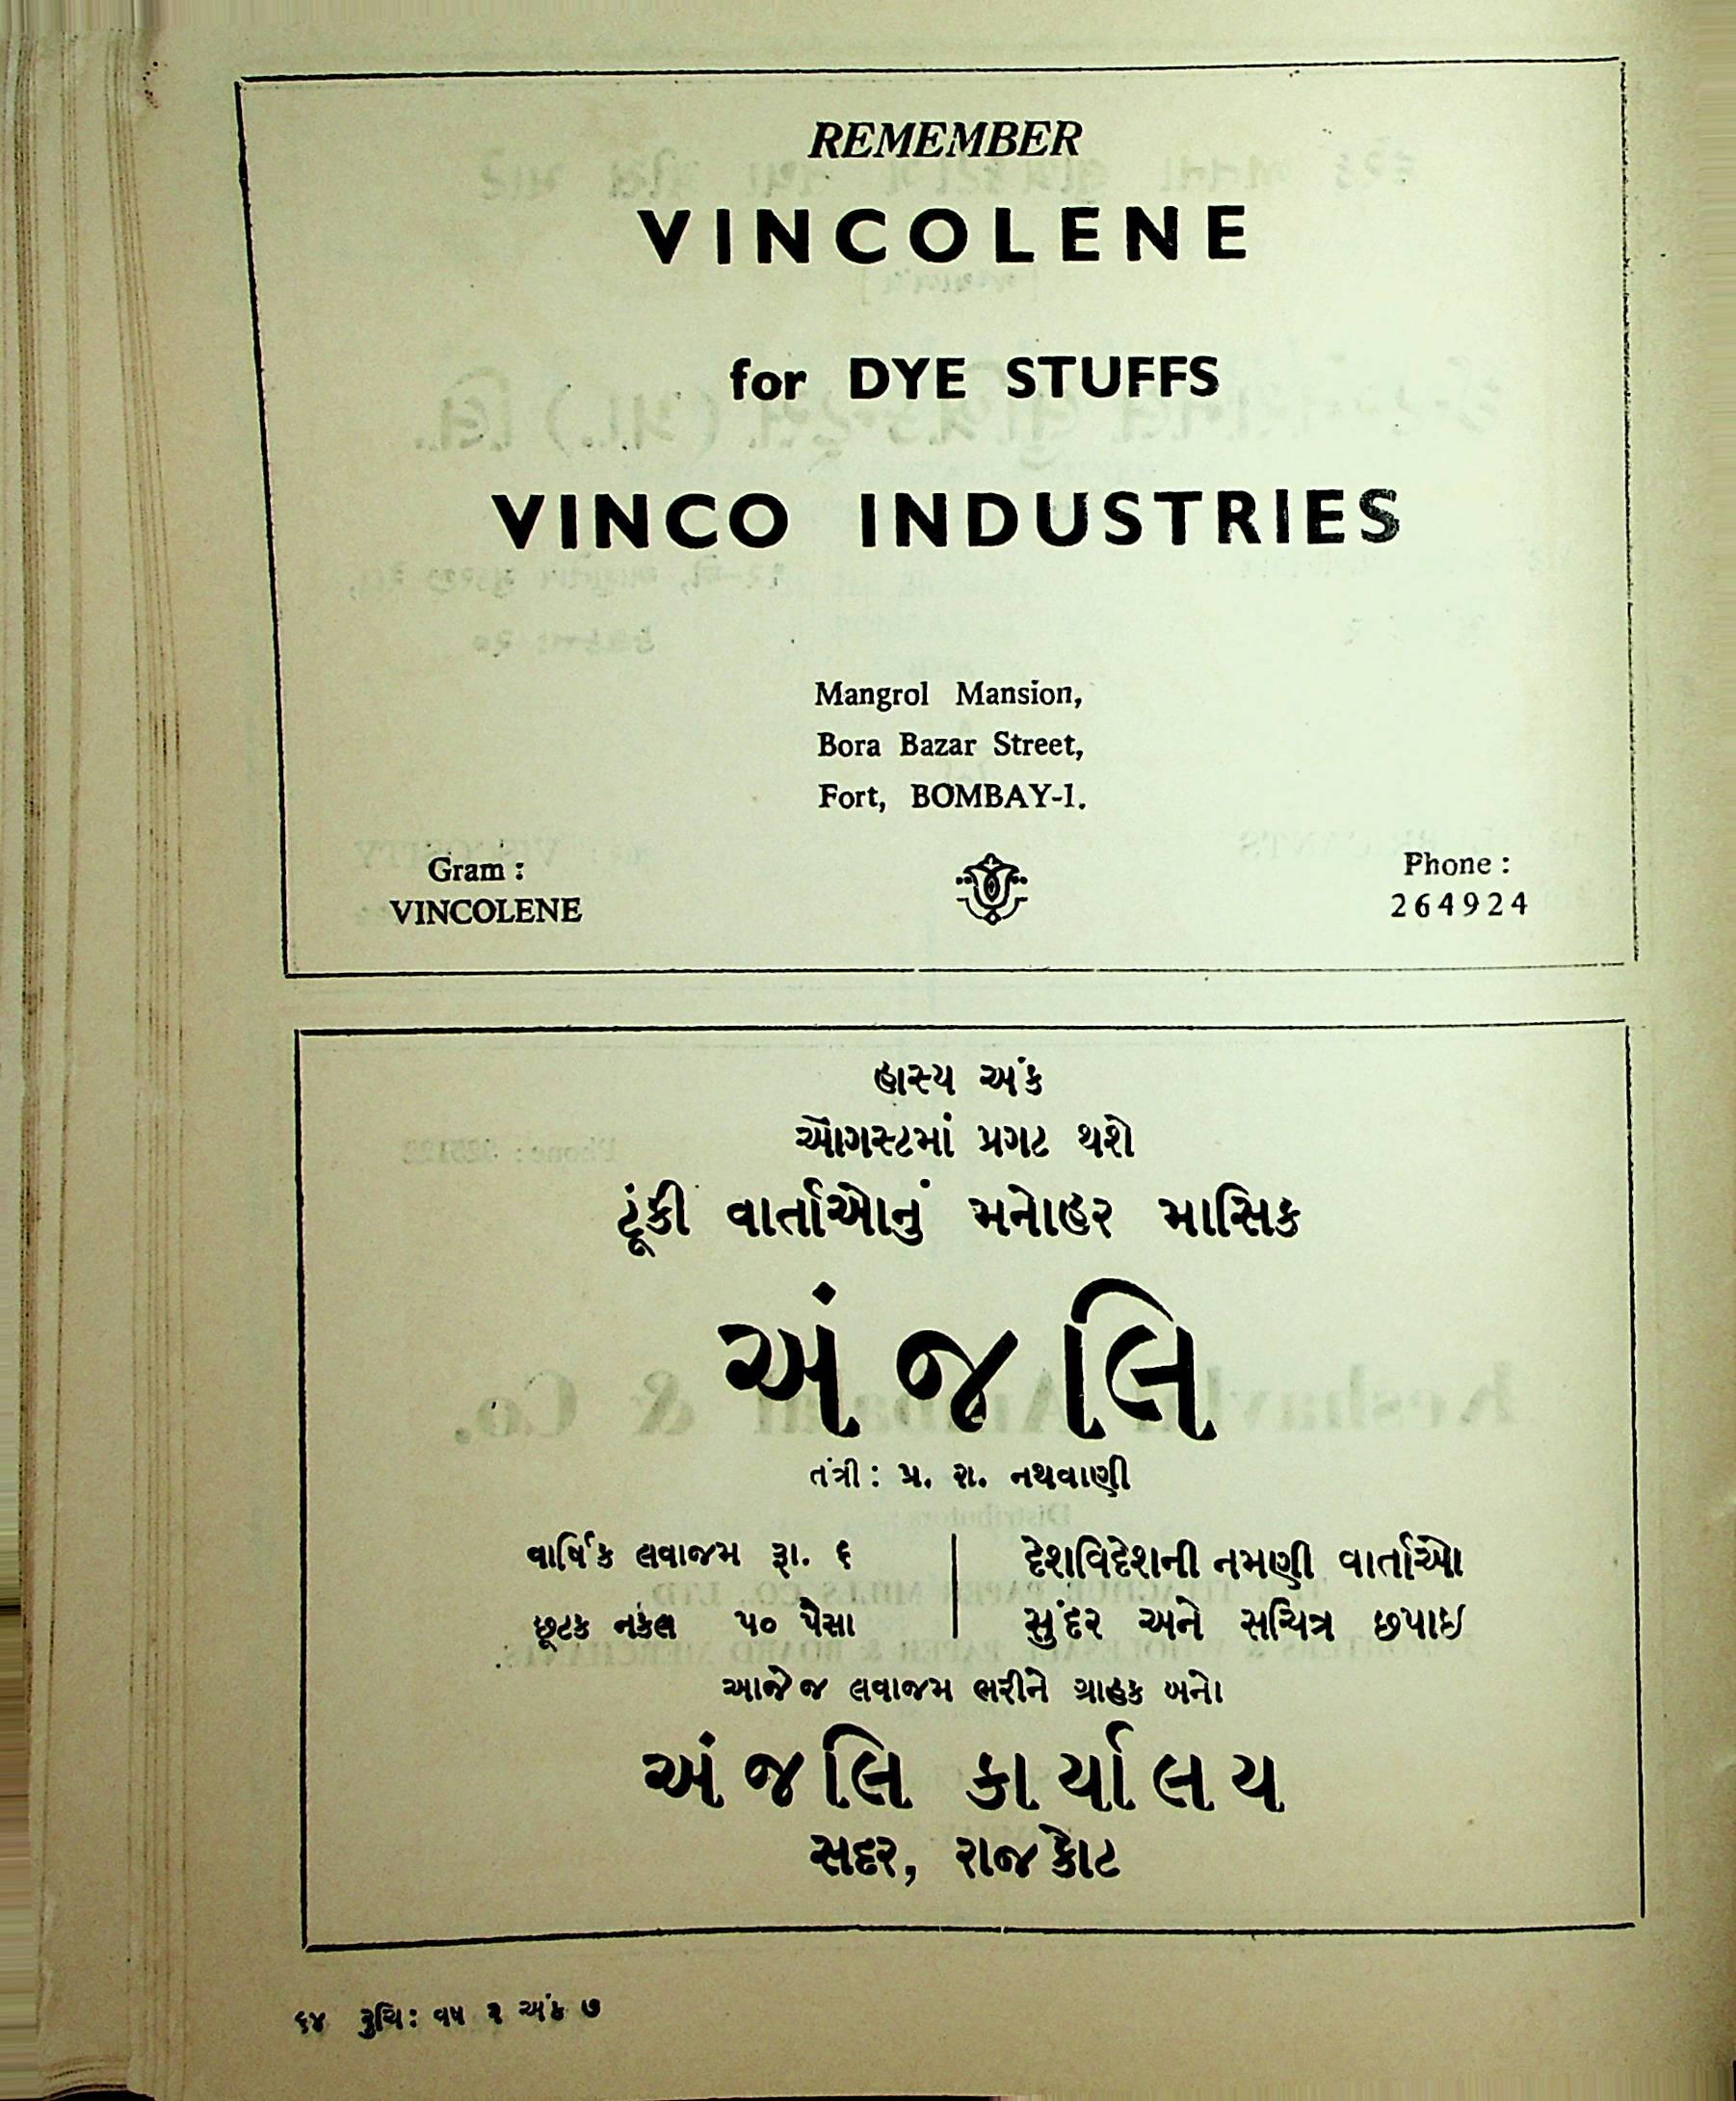 REMEMBER
VINCOLENE
for DYE STUFFS
VINCO INDUSTRIES
Mangrol Mansion,
Bora Bazar Street,
Fort, BOMBAY-1.
Gram :
VINCOLENE
Phone :
264924
હાસ્ય અંક
ઑગસ્ટમાં પ્રગટ થશે
ટૂંકી વાર્તાઓનું મનોહર માસિક
અંજલિ
તંત્રી : પ્ર. રા. નથવાણી
વાર્ષિક લવાજમ રૂા. ૬
છૂટક નકલ ૫૦ પૈસા
દેશવિદેશની નમણી વાર્તાઓ
સુંદર અને સચિત્ર છપાઇ
આજે જ લવાજમ ભરીને ગ્રાહક બનો
અંજલિ કાર્યાલય
સદર, રાજકોટ
૬૪ રુચિ : વર્ષ ૨ અંક ૭